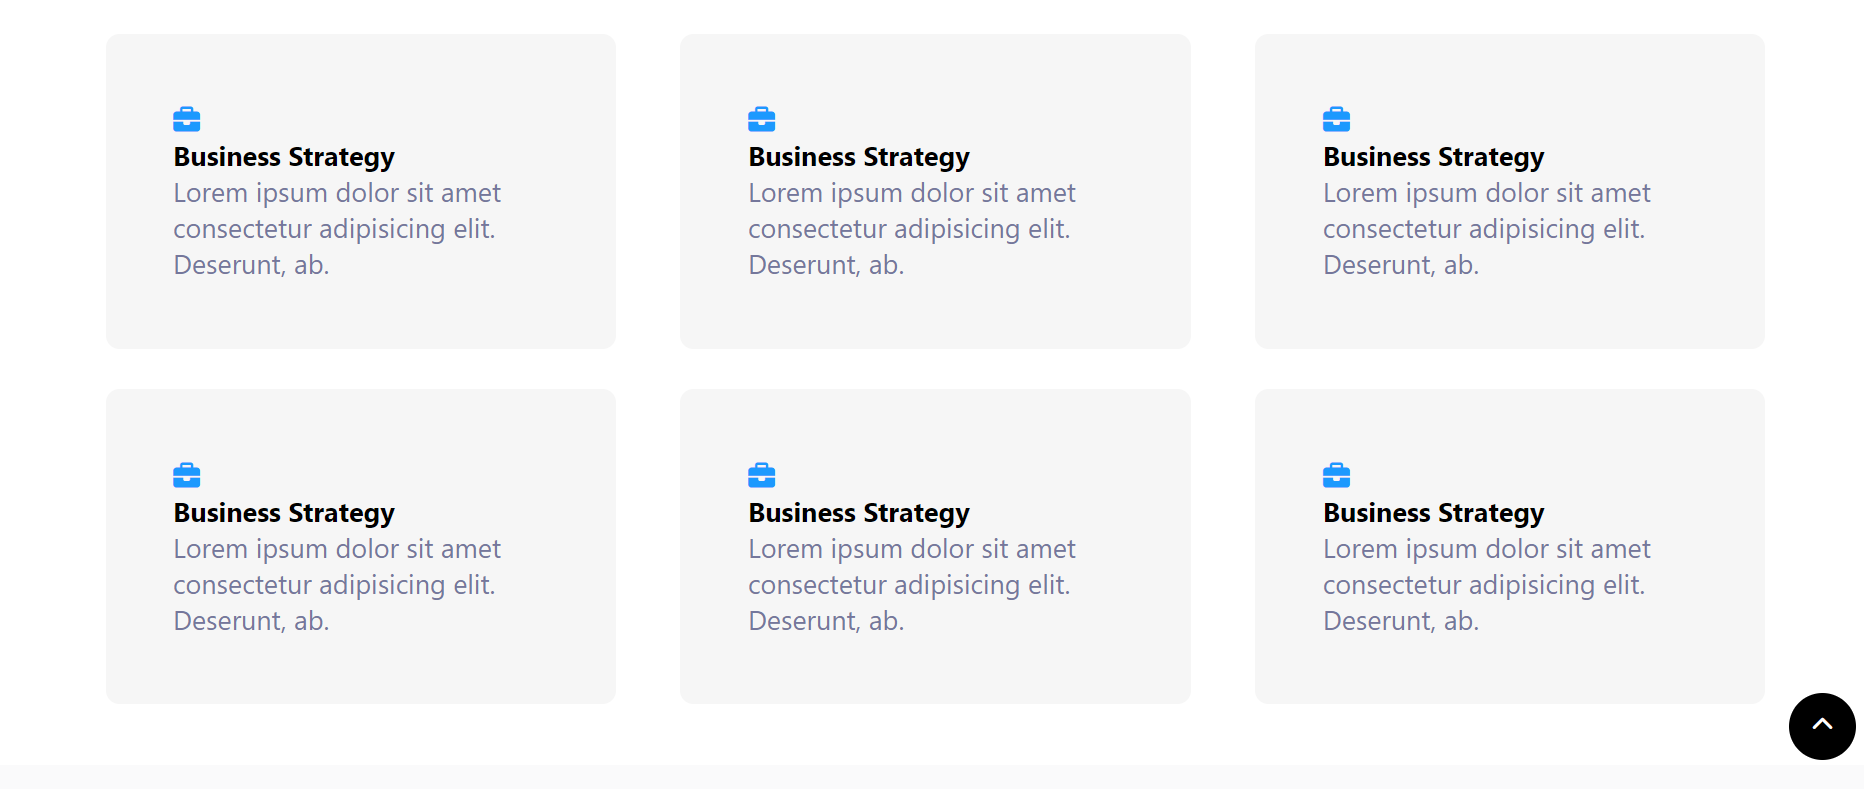 Business Strategy
Lorem ipsum dolor sit amet
consectetur adipisicing elit.
Deserunt, ab.
Business Strategy
Lorem ipsum dolor sit amet
consectetur adipisicing elit.
Deserunt, ab.
Business Strategy
Lorem ipsum dolor sit amet
consectetur adipisicing elit.
Deserunt, ab.
Business Strategy
Lorem ipsum dolor sit amet
consectetur adipisicing elit.
Deserunt, ab.
Business Strategy
Lorem ipsum dolor sit amet
consectetur adipisicing elit.
Deserunt, ab.
Business Strategy
Lorem ipsum dolor sit amet
consectetur adipisicing elit.
Deserunt, ab.